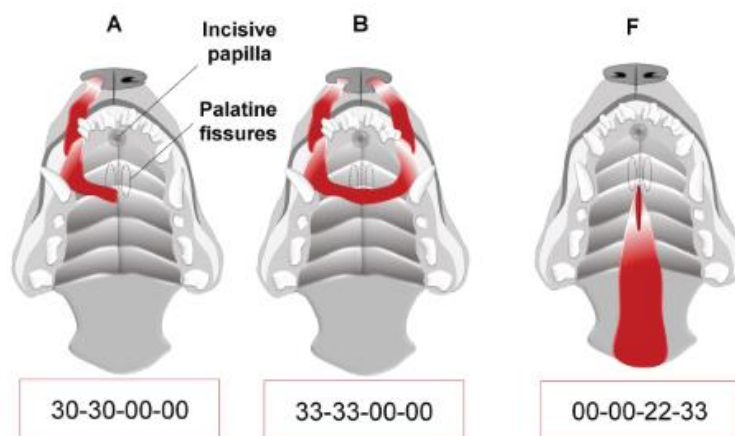 A
B
F
Incisive
papilla
Palatine
fissures
30-30-00-00
33-33-00-00
00-00-22-33